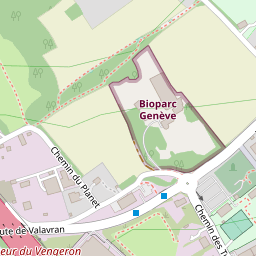 Bioparc
Genève
Chemin du Planet
ute de Valavran
eur du Vengeron
Chemin des T